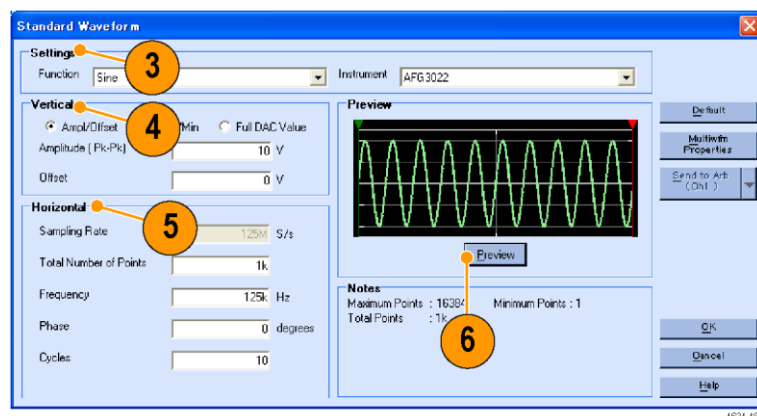 Standard Waveform
Settings
3
Function Sine
Instrument AFG3022
Vertical
4
Ampl/Offset /Min Full DAC Value
Amplitude ( Pk-Pk) 10 V
Offset 0 V
Horizontal
5
Sampling Rate 125M S/s
Total Number of Points 1k
Frequency 125k Hz
Phase 0 degrees
Cycles 10
Preview
Preview
6
Notes
Maximum Points : 16384 Minimum Points : 1
Total Points : 1k
Default
Multiwfm
Properties
Send to Arb
(Ch1 )
OK
Cancel
Help